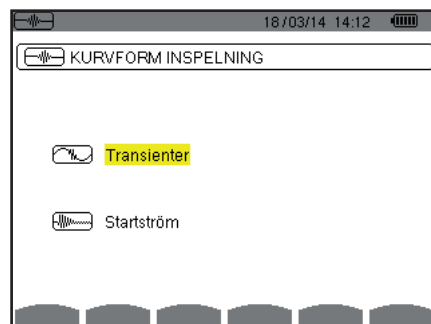 18/03/14 14:12
KURVFORM INSPELNING
Transienter
Startström